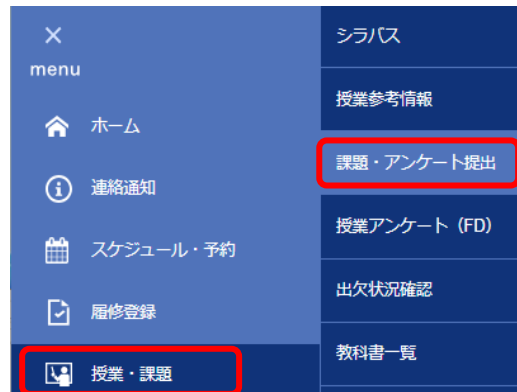 menu
ホーム
連絡通知
スケジュール・予約
履修登録
授業・課題
シラバス
授業参考情報
課題・アンケート提出
授業アンケート（FD）
出欠状況確認
教科書一覧